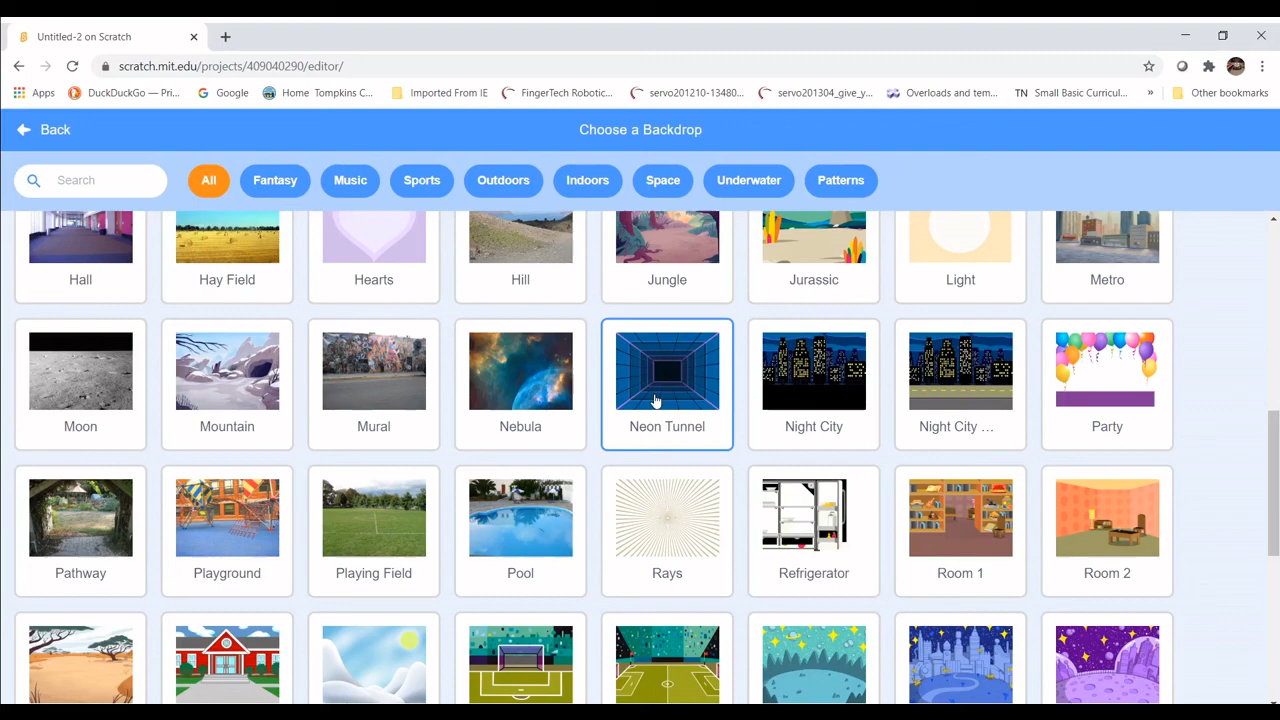 Untitled-2 on Scratch
scratch.mit.edu/projects/409040290/editor/
Apps
DuckDuckGo — Pri...
Google
Home Tompkins C...
Imported From IE
FingerTech Robotic...
servo201210-13480...
servo201304_give_y...
Overloads and tem...
TN Small Basic Curricul...
»
Other bookmarks
Back
Choose a Backdrop
Search
All
Fantasy
Music
Sports
Outdoors
Indoors
Space
Underwater
Patterns
Hall
Hay Field
Hearts
Hill
Jungle
Jurassic
Light
Metro
Moon
Mountain
Mural
Nebula
Neon Tunnel
Night City
Night City ...
Party
Pathway
Playground
Playing Field
Pool
Rays
Refrigerator
Room 1
Room 2